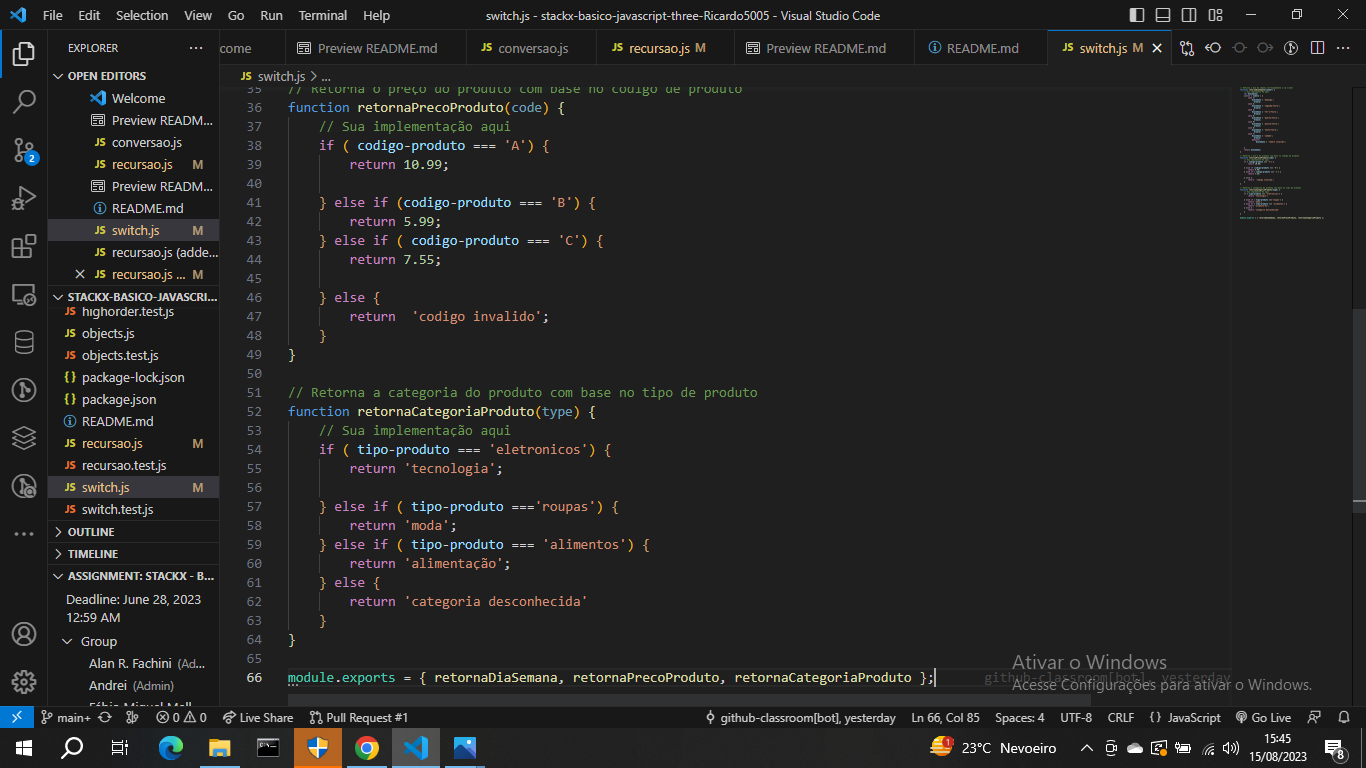 File Edit Selection View Go Run Terminal Help
switch.js - stackx-basico-javascript-three-Ricardo5005 - Visual Studio Code
EXPLORER
come
Preview README.md
JS conversao.js
JS recursao.js M
Preview README.md
README.md
JS switch.js M
OPEN EDITORS
Welcome
Preview READM...
JS conversao.js
JS recursao.js M
Preview READM...
README.md
JS switch.js M
JS recursao.js (adde...
JS recursao.js ... M
STACKX-BASICO-JAVASCRI...
JS highorder.test.js
JS objects.js
JS objects.test.js
{} package-lock.json
{} package.json
README.md
JS recursao.js M
JS recursao.test.js
JS switch.js M
JS switch.test.js
OUTLINE
TIMELINE
ASSIGNMENT: STACKX - B...
Deadline: June 28, 2023
12:59 AM
Group
Alan R. Fachini (Ad...
Andrei (Admin)
2
JS switch.js > ...
35 // Retorna o preço do produto com base no código de produto
36 function retornaPrecoProduto(code) {
37 // Sua implementação aqui
38 if ( codigo-produto === 'A') {
39 return 10.99;
40
41 } else if (codigo-produto === 'B') {
42 return 5.99;
43 } else if ( codigo-produto === 'C') {
44 return 7.55;
45
46 } else {
47 return  'codigo invalido';
48 }
49 }
50
51 // Retorna a categoria do produto com base no tipo de produto
52 function retornaCategoriaProduto(type) {
53 // Sua implementação aqui
54 if ( tipo-produto === 'eletronicos') {
55 return 'tecnologia';
56
57 } else if ( tipo-produto ==='roupas') {
58 return 'moda';
59 } else if ( tipo-produto === 'alimentos') {
60 return 'alimentação';
61 } else {
62 return 'categoria desconhecida'
63 }
64 }
65
66 module.exports = { retornaDiaSemana, retornaPrecoProduto, retornaCategoriaProduto };
github-classroom[bot], yesterday
Ativar o Windows
Acesse Configurações para ativar o Windows.
main+ 0 0 Live Share Pull Request #1
github-classroom[bot], yesterday Ln 66, Col 85 Spaces: 4 UTF-8 CRLF {} JavaScript Go Live
1 23°C Nevoeiro
15:45
15/08/2023
8